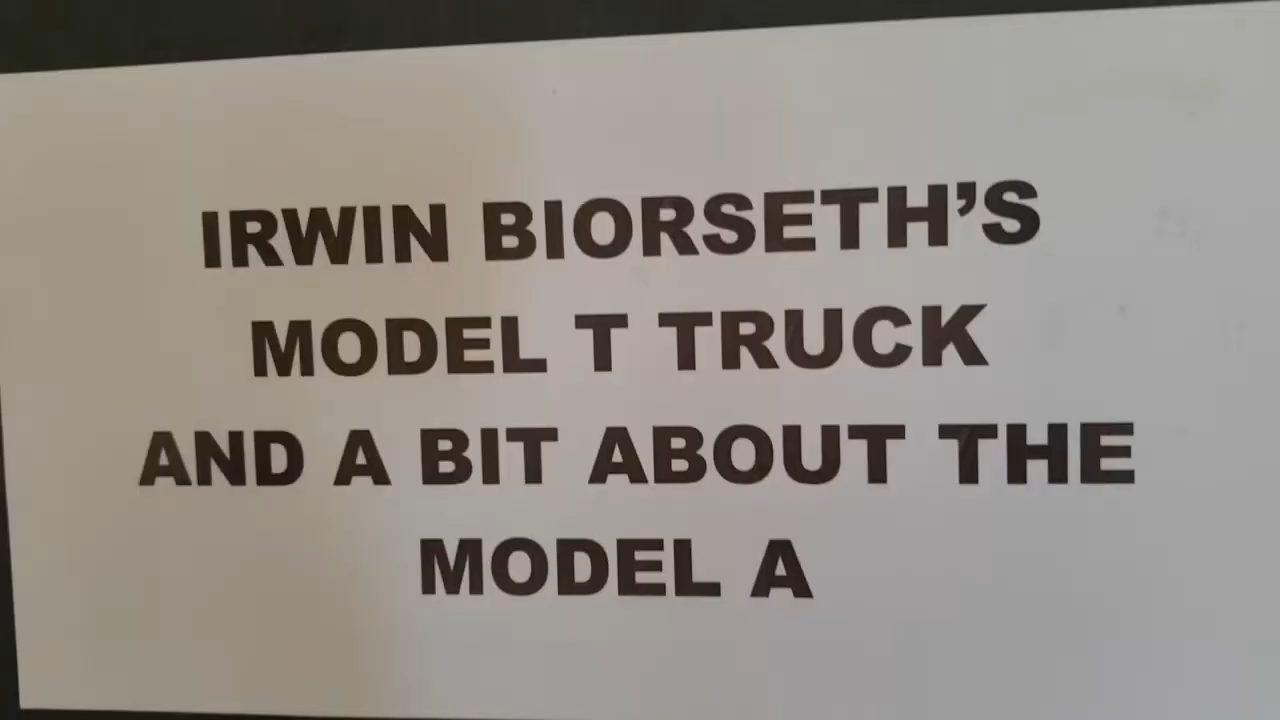 IRWIN BIORSETH’S
MODEL T TRUCK
AND A BIT ABOUT THE
MODEL A